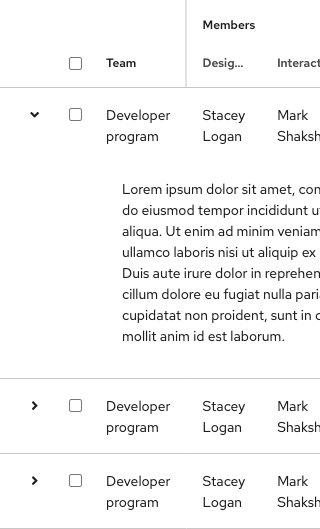 Members
Team Desig... Interact
Developer Stacey Mark
program Logan Shaksh
Lorem ipsum dolor sit amet, con
do eiusmod tempor incididunt u
aliqua. Ut enim ad minim veniam
ullamco laboris nisi ut aliquip ex
Duis aute irure dolor in reprehen
cillum dolore eu fugiat nulla pari
cupidatat non proident, sunt in c
mollit anim id est laborum.
Developer Stacey Mark
program Logan Shaksh
Developer Stacey Mark
program Logan Shaksh